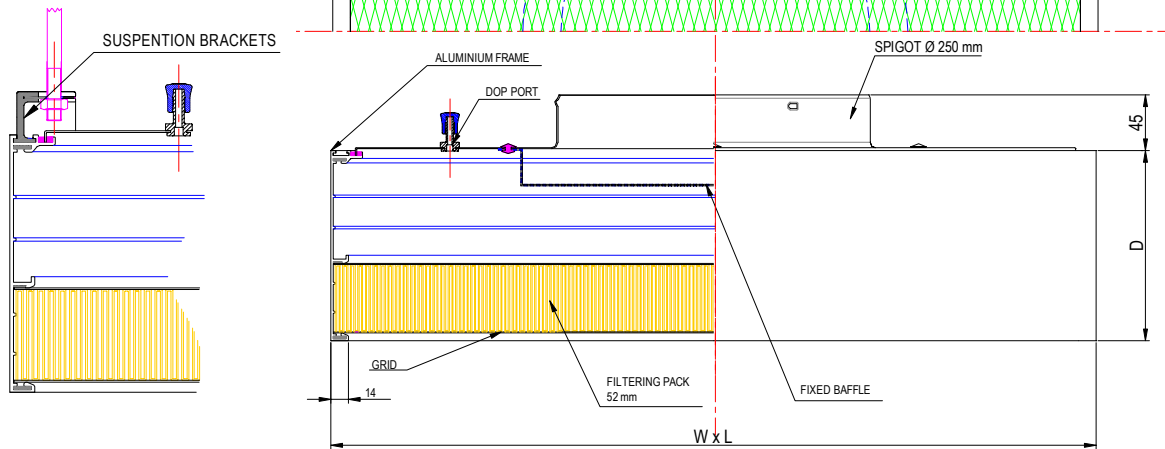 SUSPENTION BRACKETS
ALUMINIUM FRAME
SPIGOT Ø 250 mm
DOP PORT
45
D
GRID
14
FILTERING PACK
52 mm
FIXED BAFFLE
W x L